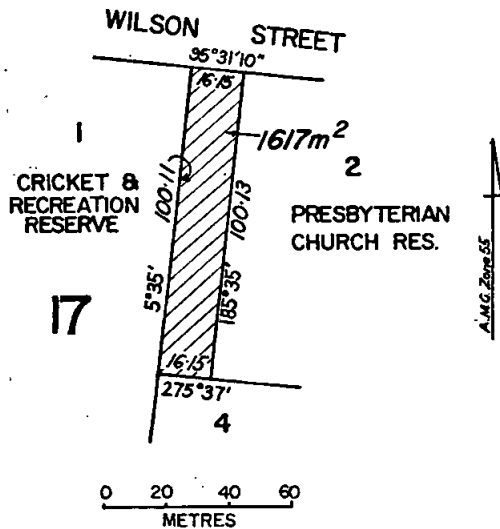 WILSON STREET
95°31'10"
16·15
1617m²
1
2
CRICKET &
RECREATION
RESERVE
100·11
100·13
PRESBYTERIAN
CHURCH RES.
A.M.G. Zone 55
5°35'
185°35'
17
16·15
275°37'
4
0 20 40 60
METRES